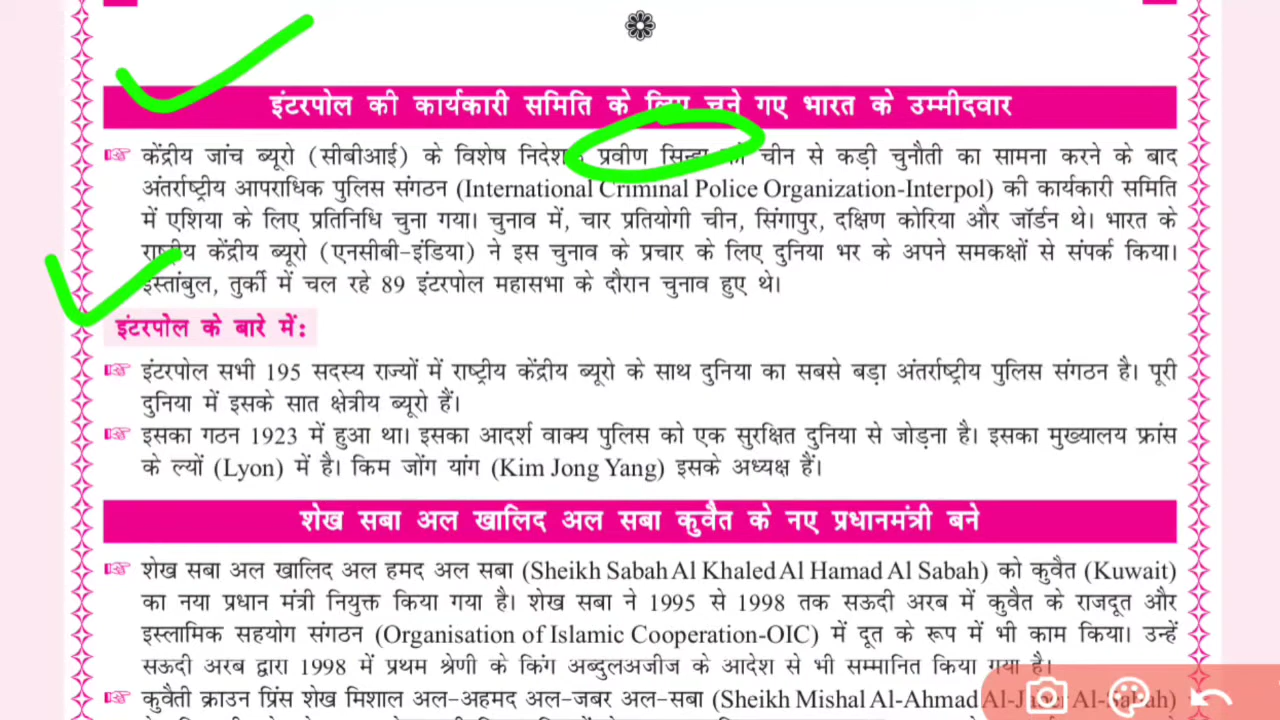 इंटरपोल की कार्यकारी समिति के लिए चुने गए भारत के उम्मीदवार
केंद्रीय जांच ब्यूरो (सीबीआई) के विशेष निदेशक प्रवीण सिन्हा को चीन से कड़ी चुनौती का सामना करने के बाद
अंतर्राष्ट्रीय आपराधिक पुलिस संगठन (International Criminal Police Organization-Interpol) की कार्यकारी समिति
में एशिया के लिए प्रतिनिधि चुना गया। चुनाव में, चार प्रतियोगी चीन, सिंगापुर, दक्षिण कोरिया और जॉर्डन थे। भारत के
राष्ट्रीय केंद्रीय ब्यूरो (एनसीबी-इंडिया) ने इस चुनाव के प्रचार के लिए दुनिया भर के अपने समकक्षों से संपर्क किया।
इस्तांबुल, तुर्की में चल रहे 89 इंटरपोल महासभा के दौरान चुनाव हुए थे।
इंटरपोल के बारे में:
इंटरपोल सभी 195 सदस्य राज्यों में राष्ट्रीय केंद्रीय ब्यूरो के साथ दुनिया का सबसे बड़ा अंतर्राष्ट्रीय पुलिस संगठन है। पूरी
दुनिया में इसके सात क्षेत्रीय ब्यूरो हैं।
इसका गठन 1923 में हुआ था। इसका आदर्श वाक्य पुलिस को एक सुरक्षित दुनिया से जोड़ना है। इसका मुख्यालय फ्रांस
के ल्यों (Lyon) में है। किम जोंग यांग (Kim Jong Yang) इसके अध्यक्ष हैं।
शेख सबा अल खालिद अल सबा कुवैत के नए प्रधानमंत्री बने
शेख सबा अल खालिद अल हमद अल सबा (Sheikh Sabah Al Khaled Al Hamad Al Sabah) को कुवैत (Kuwait)
का नया प्रधान मंत्री नियुक्त किया गया है। शेख सबा ने 1995 से 1998 तक सऊदी अरब में कुवैत के राजदूत और
इस्लामिक सहयोग संगठन (Organisation of Islamic Cooperation-OIC) में दूत के रूप में भी काम किया। उन्हें
सऊदी अरब द्वारा 1998 में प्रथम श्रेणी के किंग अब्दुलअजीज के आदेश से भी सम्मानित किया गया है।
कुवैती क्राउन प्रिंस शेख मिशाल अल-अहमद अल-जबर अल-सबा (Sheikh Mishal Al-Ahmad Al-Jaber Al-Sabah)